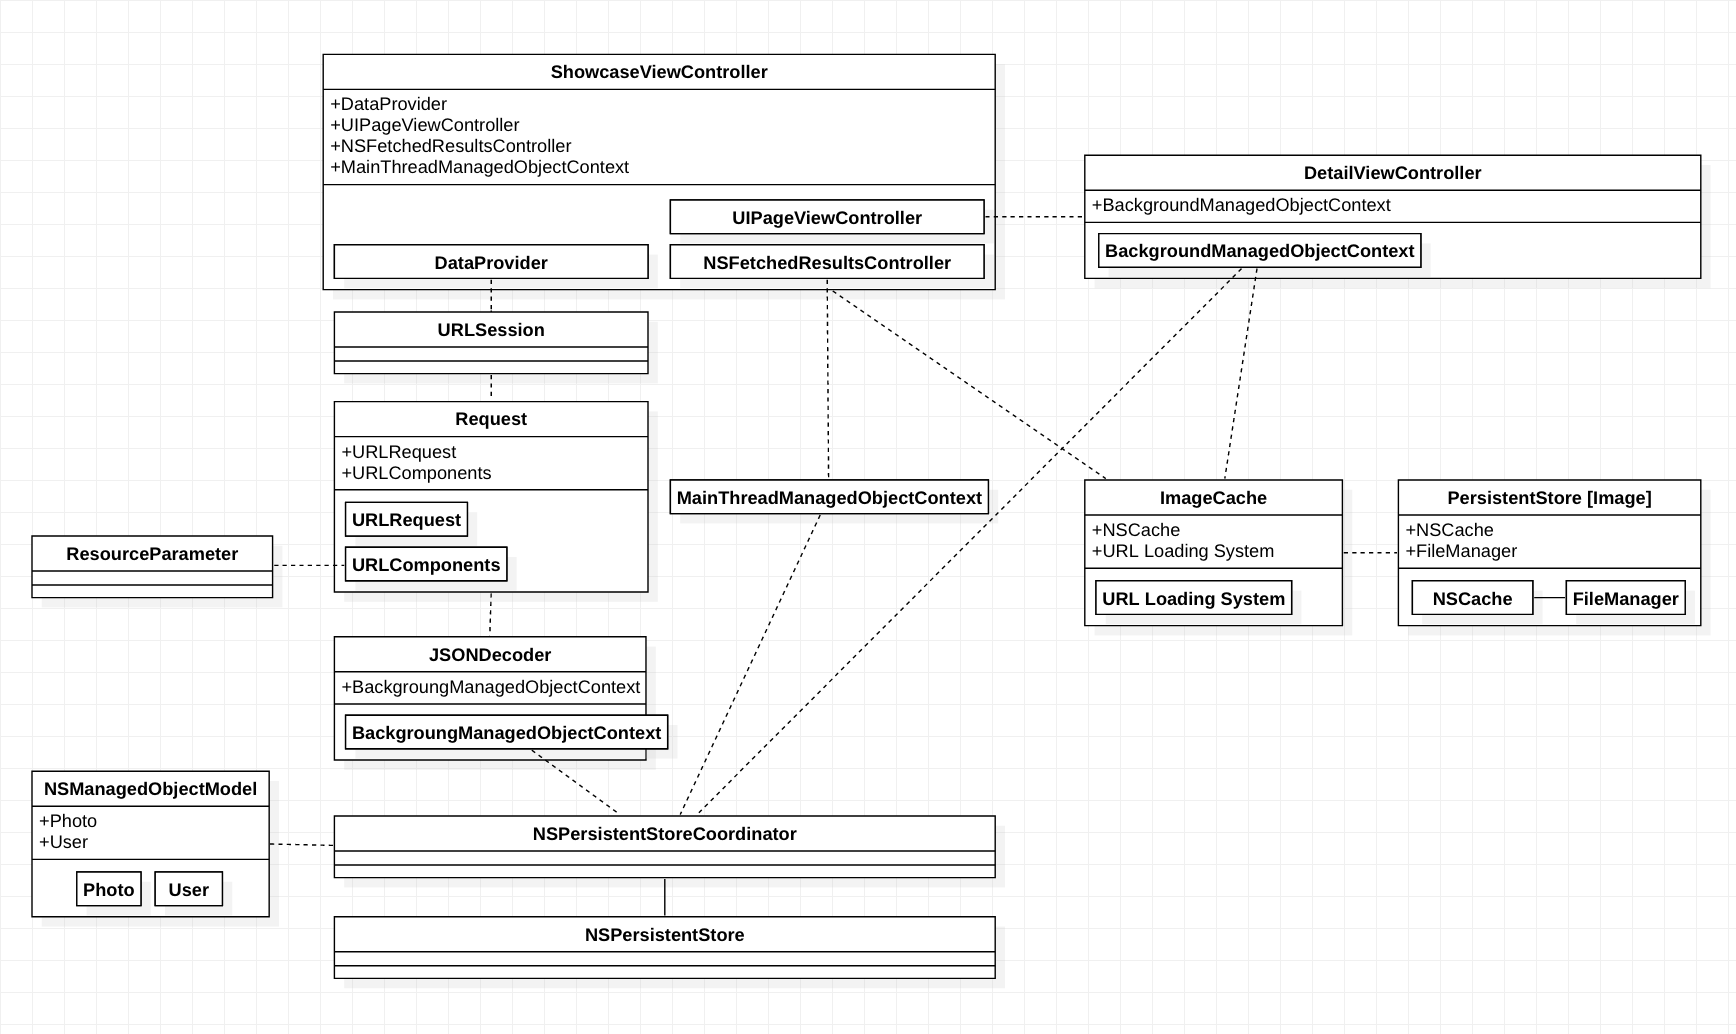 ShowcaseViewController
+DataProvider
+UIPageViewController
+NSFetchedResultsController
+MainThreadManagedObjectContext
UIPageViewController
DataProvider
NSFetchedResultsController
DetailViewController
+BackgroundManagedObjectContext
BackgroundManagedObjectContext
URLSession
Request
+URLRequest
+URLComponents
URLRequest
URLComponents
ResourceParameter
MainThreadManagedObjectContext
ImageCache
+NSCache
+URL Loading System
URL Loading System
PersistentStore [Image]
+NSCache
+FileManager
NSCache
FileManager
JSONDecoder
+BackgroungManagedObjectContext
BackgroungManagedObjectContext
NSManagedObjectModel
+Photo
+User
Photo
User
NSPersistentStoreCoordinator
NSPersistentStore